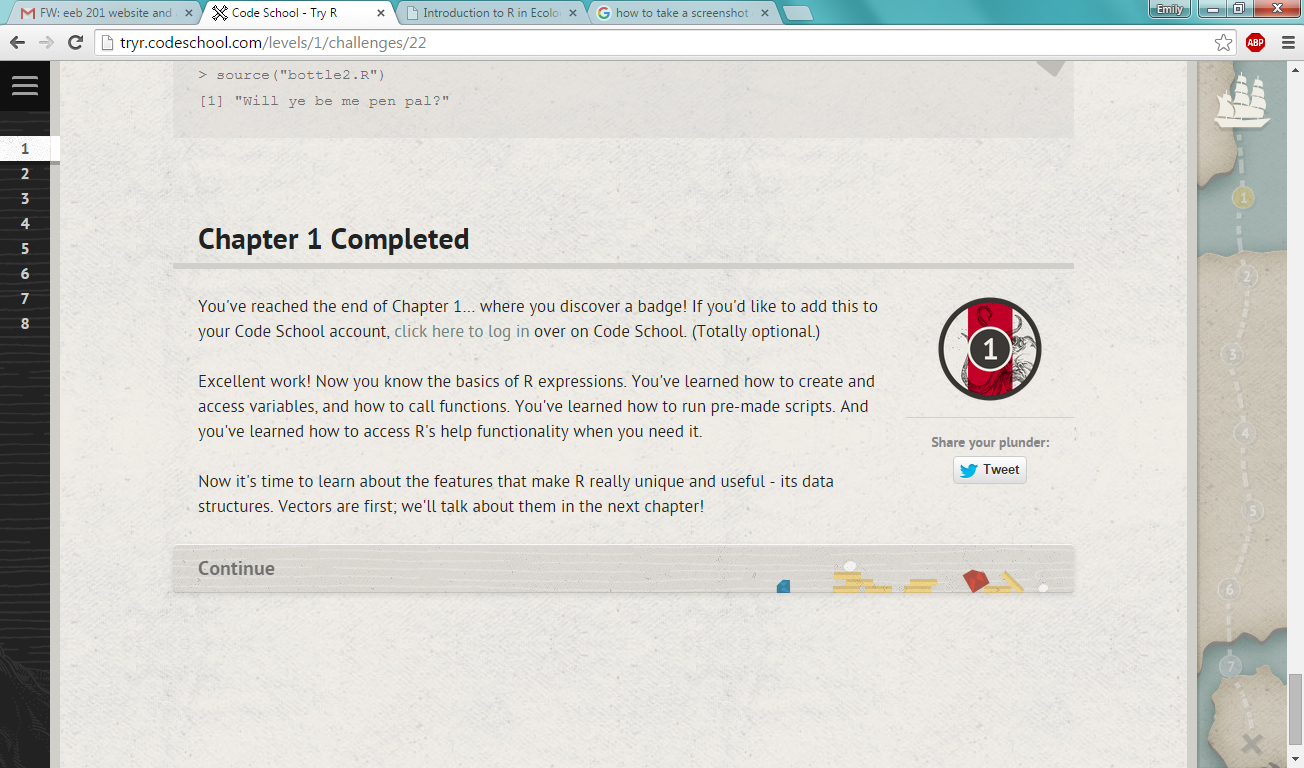 FW: eeb 201 website and
Code School - Try R
Introduction to R in Ecolo
how to take a screenshot
Emily
tryr.codeschool.com/levels/1/challenges/22
ABP
> source("bottle2.R")
[1] "Will ye be me pen pal?"
1
2
3
4
5
6
7
8
Chapter 1 Completed
You've reached the end of Chapter 1... where you discover a badge! If you'd like to add this to
your Code School account, click here to log in over on Code School. (Totally optional.)
Excellent work! Now you know the basics of R expressions. You've learned how to create and
access variables, and how to call functions. You've learned how to run pre-made scripts. And
you've learned how to access R's help functionality when you need it.
Now it's time to learn about the features that make R really unique and useful - its data
structures. Vectors are first; we'll talk about them in the next chapter!
1
Share your plunder:
Tweet
Continue
1
2
3
4
5
6
7